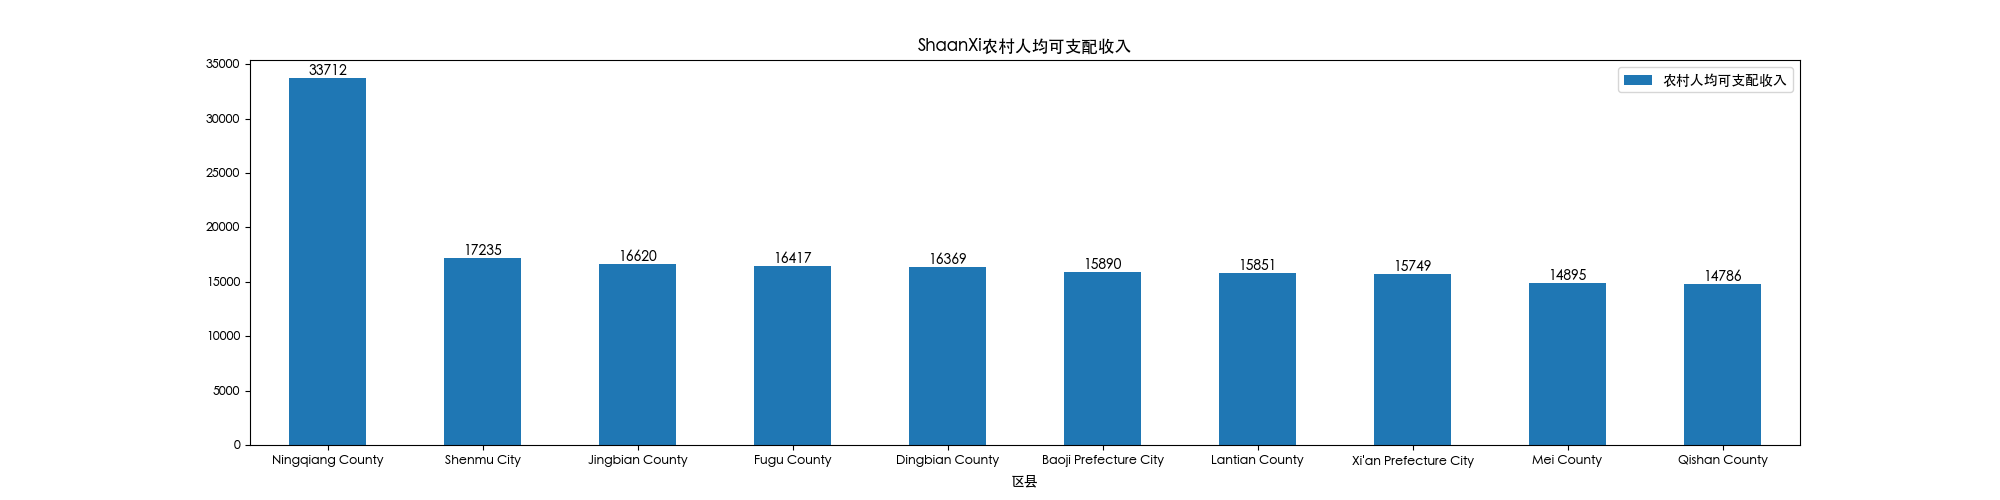 ShaanXi农村人均可支配收入
农村人均可支配收入
35000
30000
25000
20000
15000
10000
5000
0
33712
17235
16620
16417
16369
15890
15851
15749
14895
14786
Ningqiang County
Shenmu City
Jingbian County
Fugu County
Dingbian County
Baoji Prefecture City
Lantian County
Xi'an Prefecture City
Mei County
Qishan County
区县